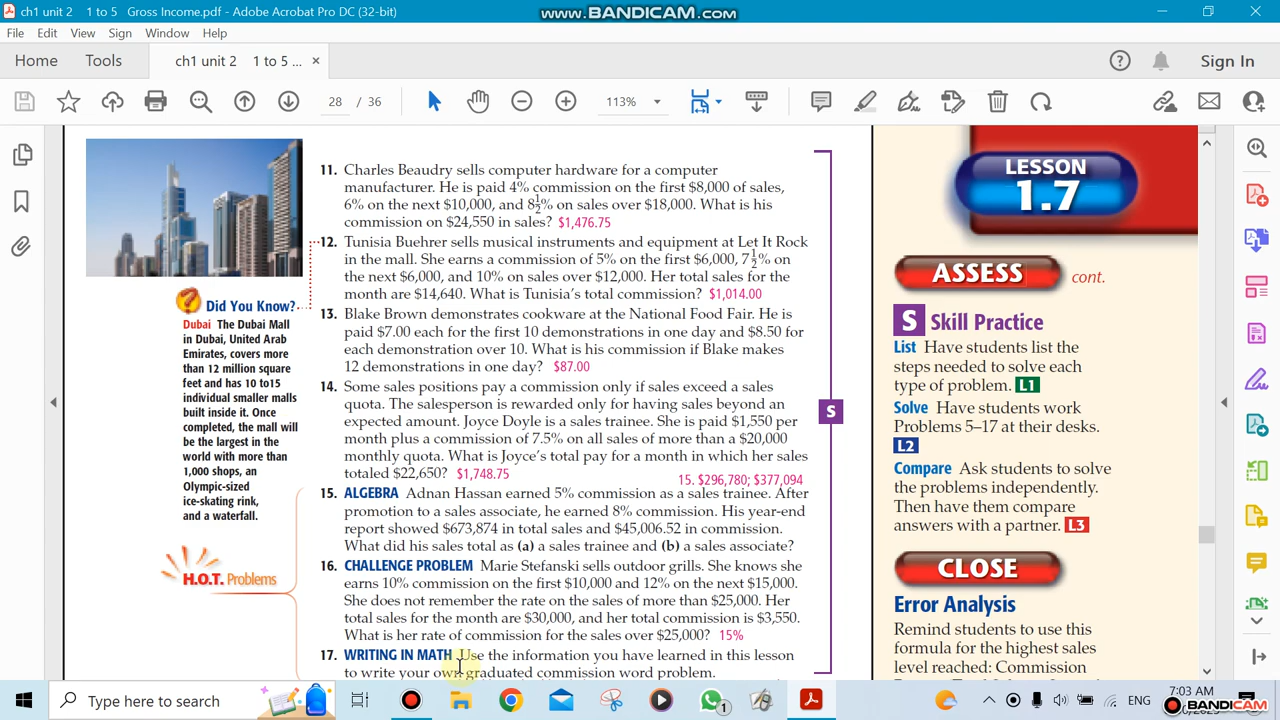 ch1 unit 2    1 to 5   Gross Income.pdf - Adobe Acrobat Pro DC (32-bit)
www.BANDICAM.com
File Edit View Sign Window Help
Home Tools ch1 unit 2    1 to 5 ... × Sign In
28 / 36 113%
11. Charles Beaudry sells computer hardware for a computer
manufacturer. He is paid 4% commission on the first $8,000 of sales,
6% on the next $10,000, and 8 1/2% on sales over $18,000. What is his
commission on $24,550 in sales? $1,476.75
12. Tunisia Buehrer sells musical instruments and equipment at Let It Rock
in the mall. She earns a commission of 5% on the first $6,000, 7 1/2% on
the next $6,000, and 10% on sales over $12,000. Her total sales for the
month are $14,640. What is Tunisia's total commission? $1,014.00
13. Blake Brown demonstrates cookware at the National Food Fair. He is
paid $7.00 each for the first 10 demonstrations in one day and $8.50 for
each demonstration over 10. What is his commission if Blake makes
12 demonstrations in one day? $87.00
14. Some sales positions pay a commission only if sales exceed a sales
quota. The salesperson is rewarded only for having sales beyond an
expected amount. Joyce Doyle is a sales trainee. She is paid $1,550 per
month plus a commission of 7.5% on all sales of more than a $20,000
monthly quota. What is Joyce's total pay for a month in which her sales
totaled $22,650? $1,748.75
15. $296,780; $377,094
15. ALGEBRA Adnan Hassan earned 5% commission as a sales trainee. After
promotion to a sales associate, he earned 8% commission. His year-end
report showed $673,874 in total sales and $45,006.52 in commission.
What did his sales total as (a) a sales trainee and (b) a sales associate?
16. CHALLENGE PROBLEM Marie Stefanski sells outdoor grills. She knows she
earns 10% commission on the first $10,000 and 12% on the next $15,000.
She does not remember the rate on the sales of more than $25,000. Her
total sales for the month are $30,000, and her total commission is $3,550.
What is her rate of commission for the sales over $25,000? 15%
17. WRITING IN MATH Use the information you have learned in this lesson
to write your own graduated commission word problem.
S
? Did You Know?
Dubai The Dubai Mall
in Dubai, United Arab
Emirates, covers more
than 12 million square
feet and has 10 to15
individual smaller malls
built inside it. Once
completed, the mall will
be the largest in the
world with more than
1,000 shops, an
Olympic-sized
ice-skating rink,
and a waterfall.
H.O.T. Problems
LESSON
1.7
ASSESS cont.
S Skill Practice
List Have students list the
steps needed to solve each
type of problem. L1
Solve Have students work
Problems 5–17 at their desks.
L2
Compare Ask students to solve
the problems independently.
Then have them compare
answers with a partner. L3
CLOSE
Error Analysis
Remind students to use this
formula for the highest sales
level reached: Commission
Type here to search
1
ENG
7:03 AM
BANDICAM